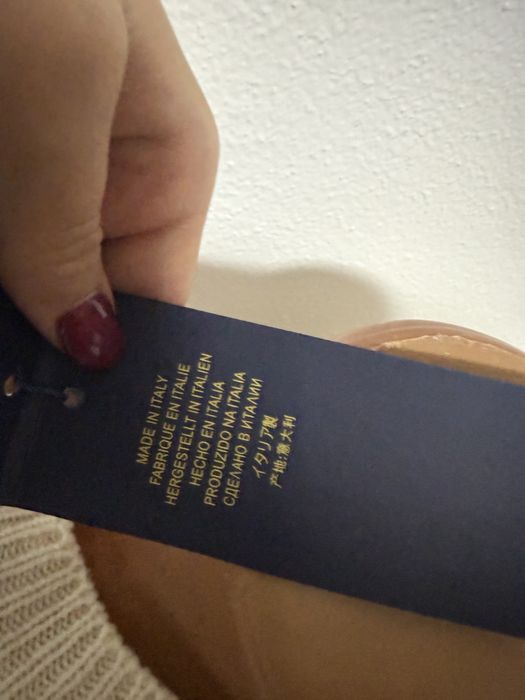 MADE IN ITALY
FABRIQUE EN ITALIE
HERGESTELLT IN ITALIEN
HECHO EN ITALIA
PRODUZIDO NA ITALIA
СДЕЛАНО В ИТАЛИИ
イタリア製
产地:意大利